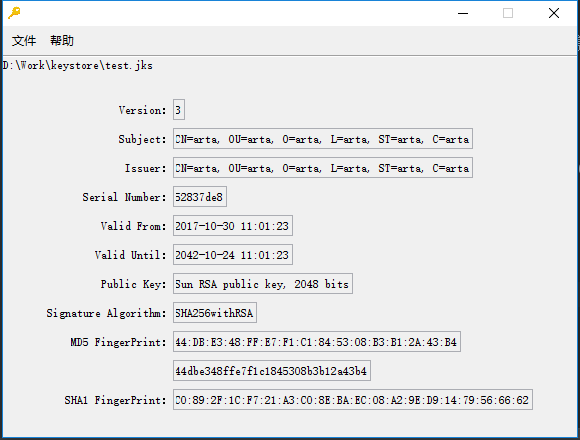 文件 帮助
D:\Work\keystore\test.jks
Version: 3
Subject: CN=arta, OU=arta, O=arta, L=arta, ST=arta, C=arta
Issuer: CN=arta, OU=arta, O=arta, L=arta, ST=arta, C=arta
Serial Number: 52837de8
Valid From: 2017-10-30 11:01:23
Valid Until: 2042-10-24 11:01:23
Public Key: Sun RSA public key, 2048 bits
Signature Algorithm: SHA256withRSA
MD5 FingerPrint: 44:DB:E3:48:FF:E7:F1:C1:84:53:08:B3:B1:2A:43:B4
44dbe348ffe7f1c1845308b3b12a43b4
SHA1 FingerPrint: C0:89:2F:1C:F7:21:A3:C0:8E:BA:EC:08:A2:9E:D9:14:79:56:66:62